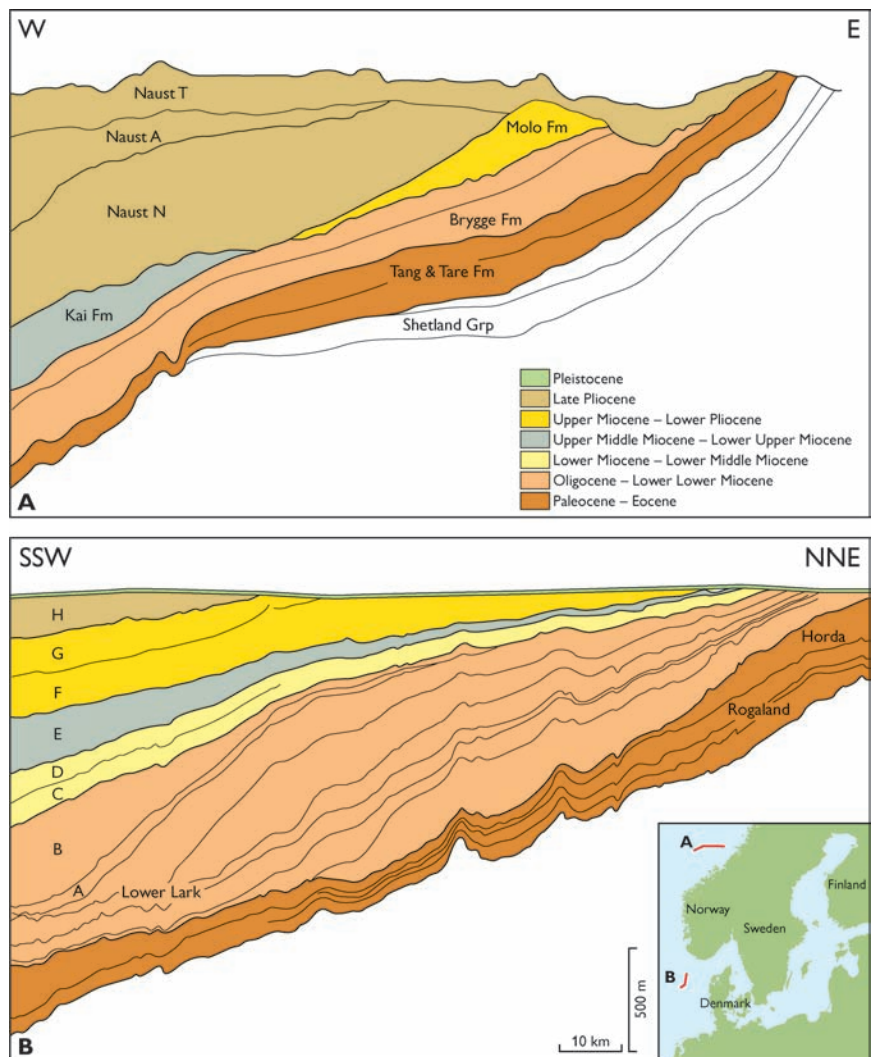 W
E
Naust T
Naust A
Molo Fm
Naust N
Brygge Fm
Tang & Tare Fm
Kai Fm
Shetland Grp
Pleistocene
Late Pliocene
Upper Miocene – Lower Pliocene
Upper Middle Miocene – Lower Upper Miocene
Lower Miocene – Lower Middle Miocene
Oligocene – Lower Lower Miocene
Paleocene – Eocene
A
SSW
NNE
H
G
F
E
D
C
B
A
Lower Lark
Horda
Rogaland
A
Norway
Sweden
Finland
B
Denmark
500 m
10 km
B